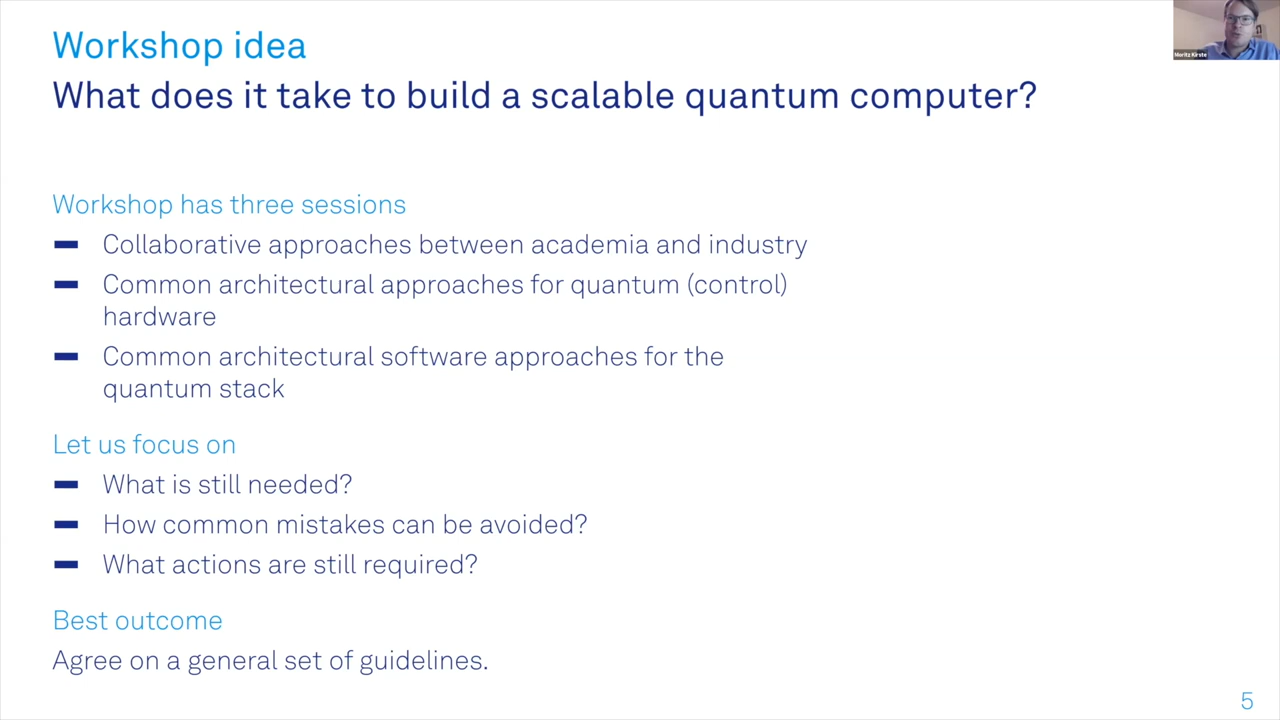 Workshop idea
What does it take to build a scalable quantum computer?
Moritz Kirste
Workshop has three sessions
Collaborative approaches between academia and industry
Common architectural approaches for quantum (control)
hardware
Common architectural software approaches for the
quantum stack
Let us focus on
What is still needed?
How common mistakes can be avoided?
What actions are still required?
Best outcome
Agree on a general set of guidelines.
5